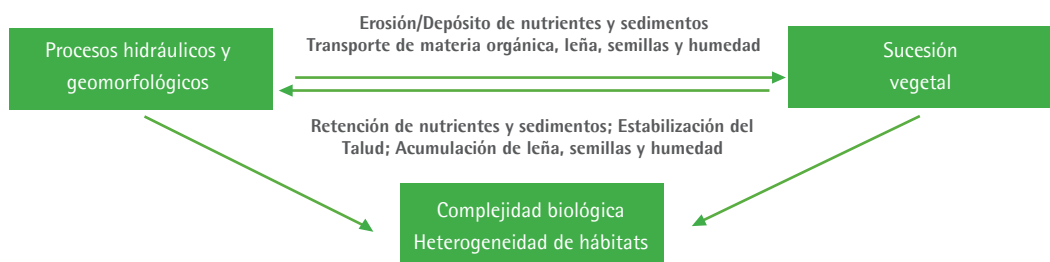 Erosión/Depósito de nutrientes y sedimentos
Transporte de materia orgánica, leña, semillas y humedad
Procesos hidráulicos y
geomorfológicos
Sucesión
vegetal
Retención de nutrientes y sedimentos; Estabilización del
Talud; Acumulación de leña, semillas y humedad
Complejidad biológica
Heterogeneidad de hábitats